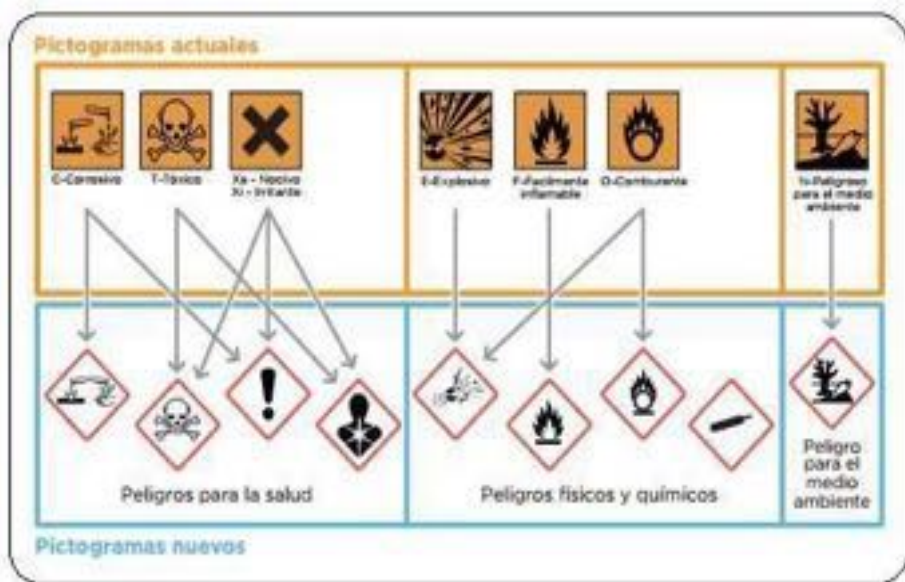 Pictogramas actuales
C-Corrosivo
T-Tóxico
Xn - Nocivo
Xi - Irritante
E-Explosivo
F-Facilmente
inflamable
O-Comburente
N-Peligroso
para el medio
ambiente
Peligros para la salud
Peligros físicos y químicos
Peligro
para el
medio
ambiente
Pictogramas nuevos